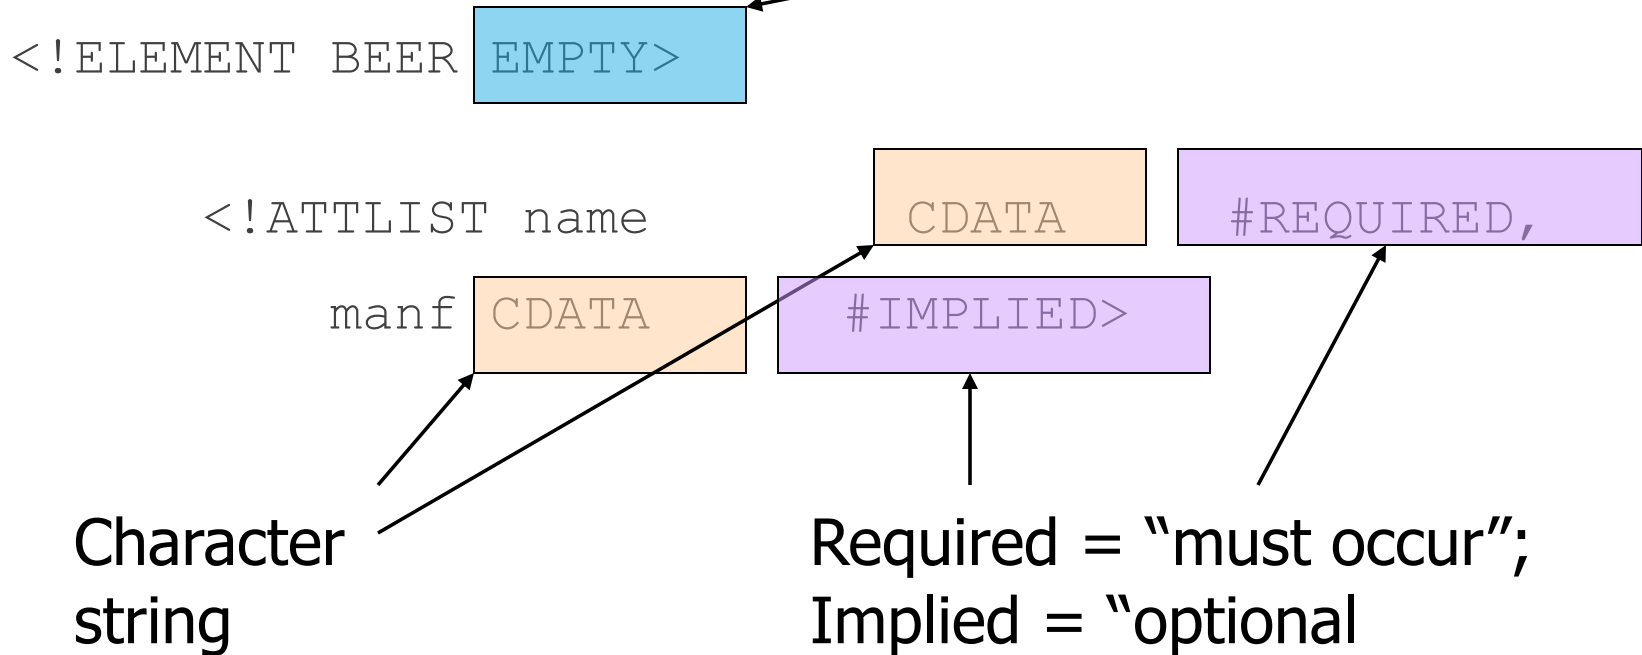 <!ELEMENT BEER EMPTY>
<!ATTLIST name CDATA #REQUIRED,
manf CDATA #IMPLIED>
Character
string
Required = “must occur”;
Implied = “optional